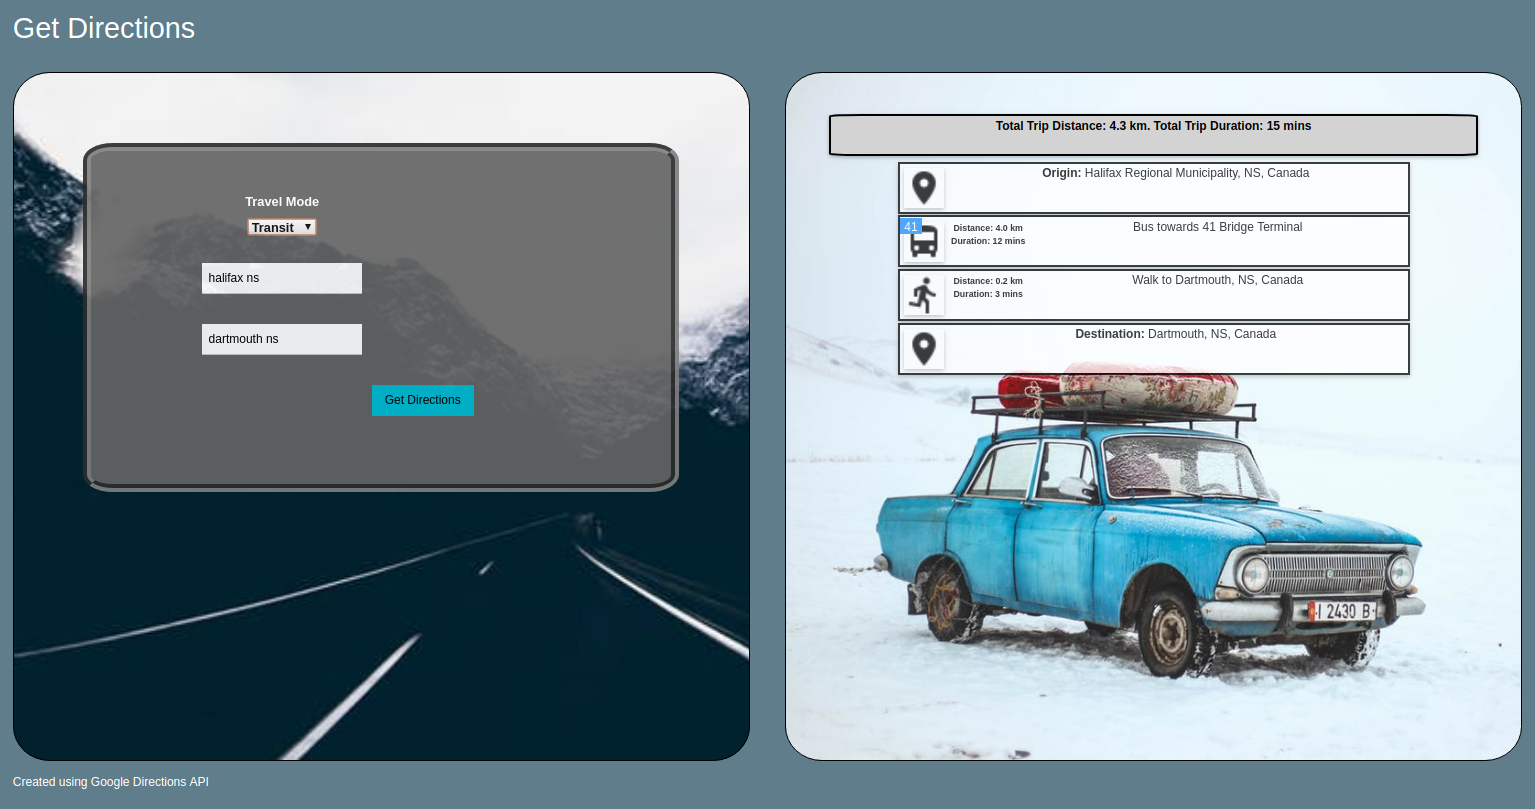 Get Directions
Travel Mode
Transit
halifax ns
dartmouth ns
Get Directions
Total Trip Distance: 4.3 km. Total Trip Duration: 15 mins
Origin: Halifax Regional Municipality, NS, Canada
41
Distance: 4.0 km
Duration: 12 mins
Bus towards 41 Bridge Terminal
Distance: 0.2 km
Duration: 3 mins
Walk to Dartmouth, NS, Canada
Destination: Dartmouth, NS, Canada
I 2430 B
Created using Google Directions API